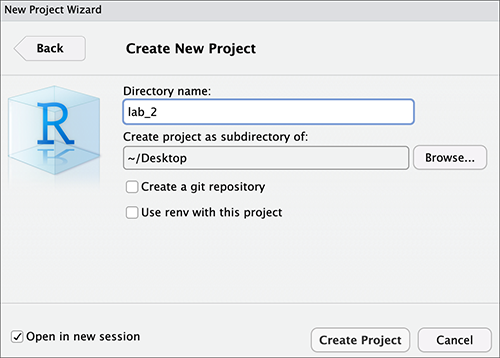 New Project Wizard
Back
Create New Project
R
Directory name:
lab_2
Create project as subdirectory of:
~/Desktop
Browse...
Create a git repository
Use renv with this project
Open in new session
Create Project
Cancel